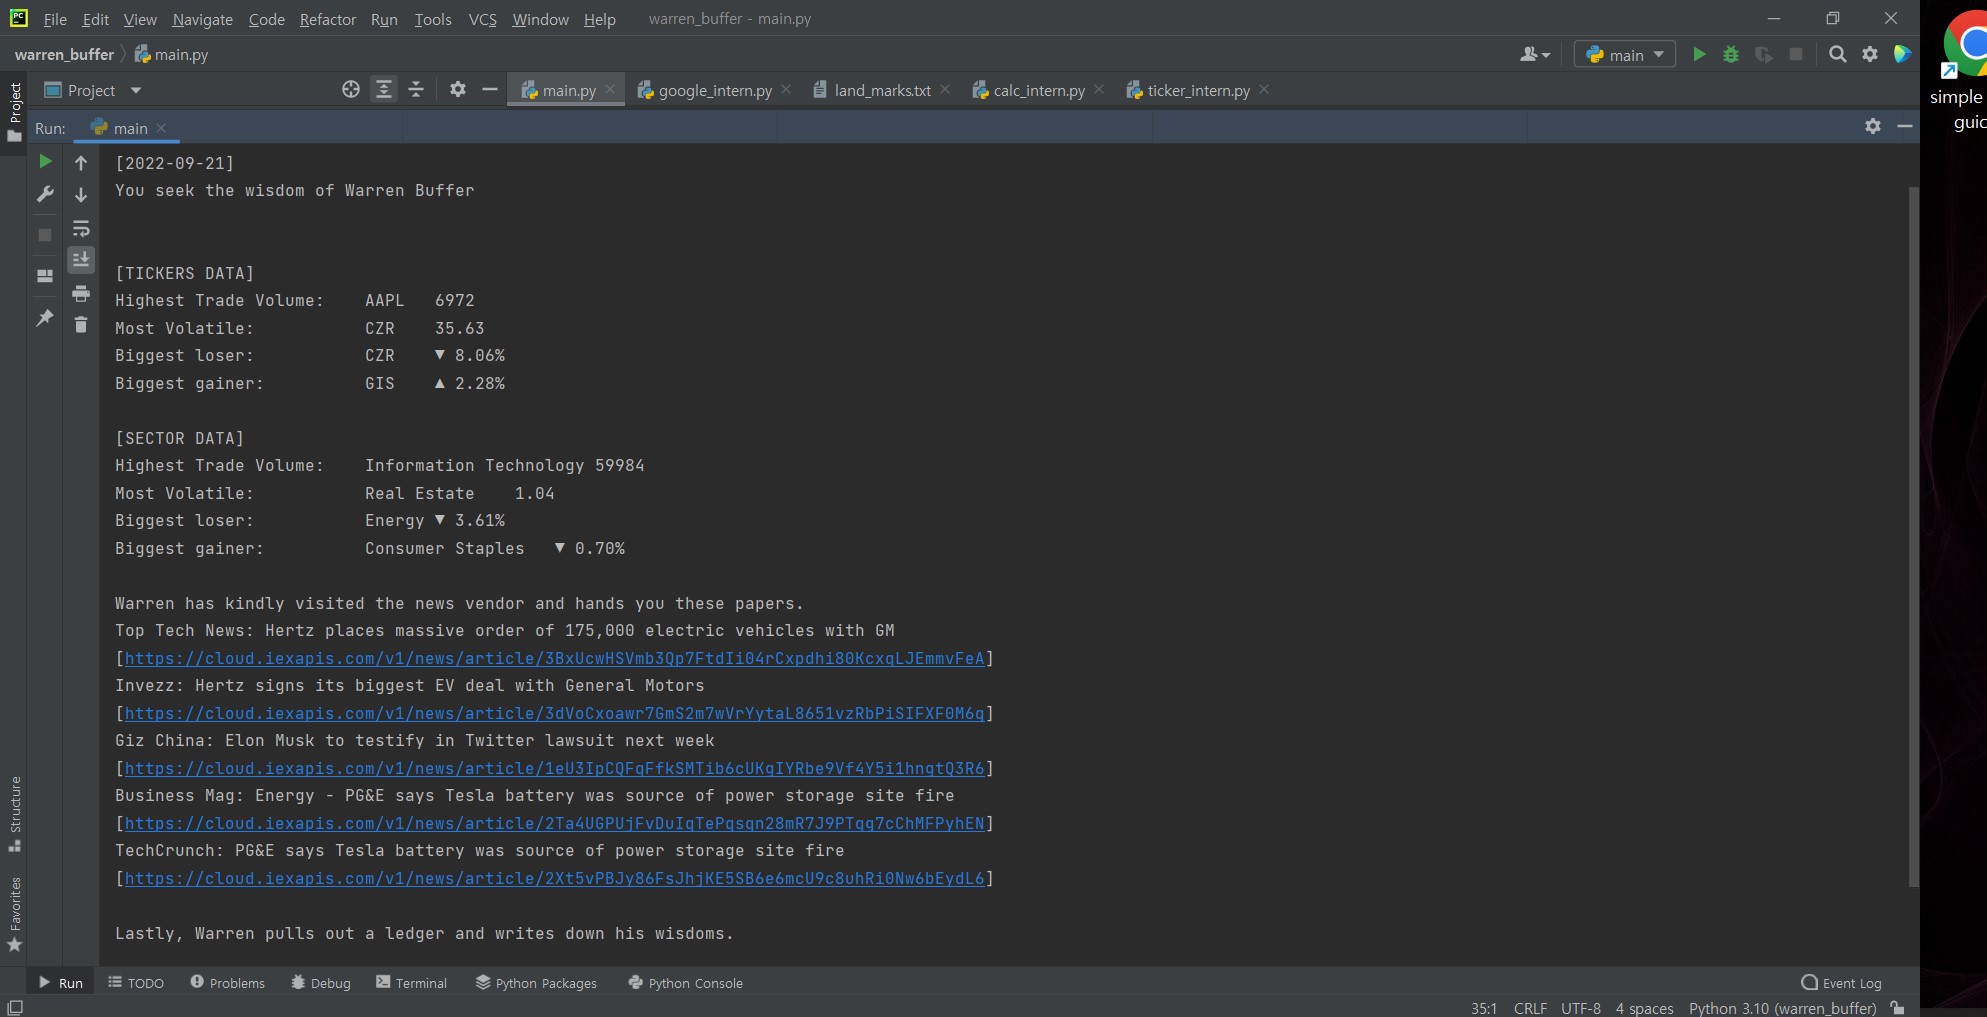 PC File Edit View Navigate Code Refactor Run Tools VCS Window Help warren_buffer - main.py
warren_buffer main.py main
Project main.py google_intern.py land_marks.txt calc_intern.py ticker_intern.py
Run: main
[2022-09-21]
You seek the wisdom of Warren Buffer
[TICKERS DATA]
Highest Trade Volume: AAPL 6972
Most Volatile: CZR 35.63
Biggest loser: CZR ▼ 8.06%
Biggest gainer: GIS ▲ 2.28%
[SECTOR DATA]
Highest Trade Volume: Information Technology 59984
Most Volatile: Real Estate 1.04
Biggest loser: Energy ▼ 3.61%
Biggest gainer: Consumer Staples ▼ 0.70%
Warren has kindly visited the news vendor and hands you these papers.
Top Tech News: Hertz places massive order of 175,000 electric vehicles with GM
[https://cloud.iexapis.com/v1/news/article/3BxUcwHSVmb3Qp7FtdIi04rCxpdhi80KcxqLJEmmvFeA]
Invezz: Hertz signs its biggest EV deal with General Motors
[https://cloud.iexapis.com/v1/news/article/3dVoCxoawr7GmS2m7wVrYytaL8651vzRbPiSIFXF0M6q]
Giz China: Elon Musk to testify in Twitter lawsuit next week
[https://cloud.iexapis.com/v1/news/article/1eU3IpCQFqFfkSMTib6cUKqIYRbe9Vf4Y5i1hnqtQ3R6]
Business Mag: Energy - PG&E says Tesla battery was source of power storage site fire
[https://cloud.iexapis.com/v1/news/article/2Ta4UGPUjFvDuIqTePqsqn28mR7J9PTqq7cChMFPyhEN]
TechCrunch: PG&E says Tesla battery was source of power storage site fire
[https://cloud.iexapis.com/v1/news/article/2Xt5vPBJy86FsJhjKE5SB6e6mcU9c8uhRi0Nw6bEydL6]
Lastly, Warren pulls out a ledger and writes down his wisdoms.
Project
Structure
Favorites
Run TODO Problems Debug Terminal Python Packages Python Console Event Log
35:1 CRLF UTF-8 4 spaces Python 3.10 (warren_buffer)
simple
guic